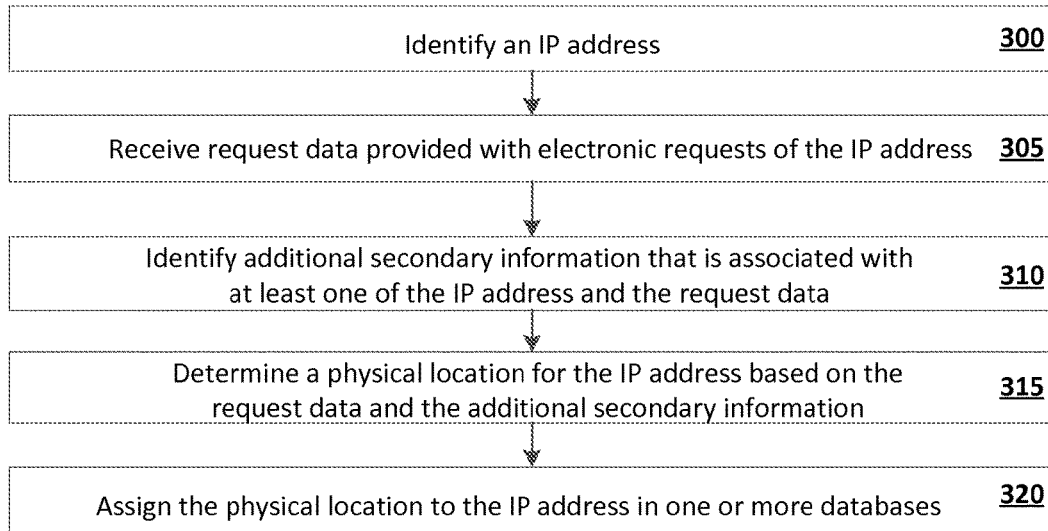 Identify an IP address 300
Receive request data provided with electronic requests of the IP address 305
Identify additional secondary information that is associated with
at least one of the IP address and the request data 310
Determine a physical location for the IP address based on the
request data and the additional secondary information 315
Assign the physical location to the IP address in one or more databases 320